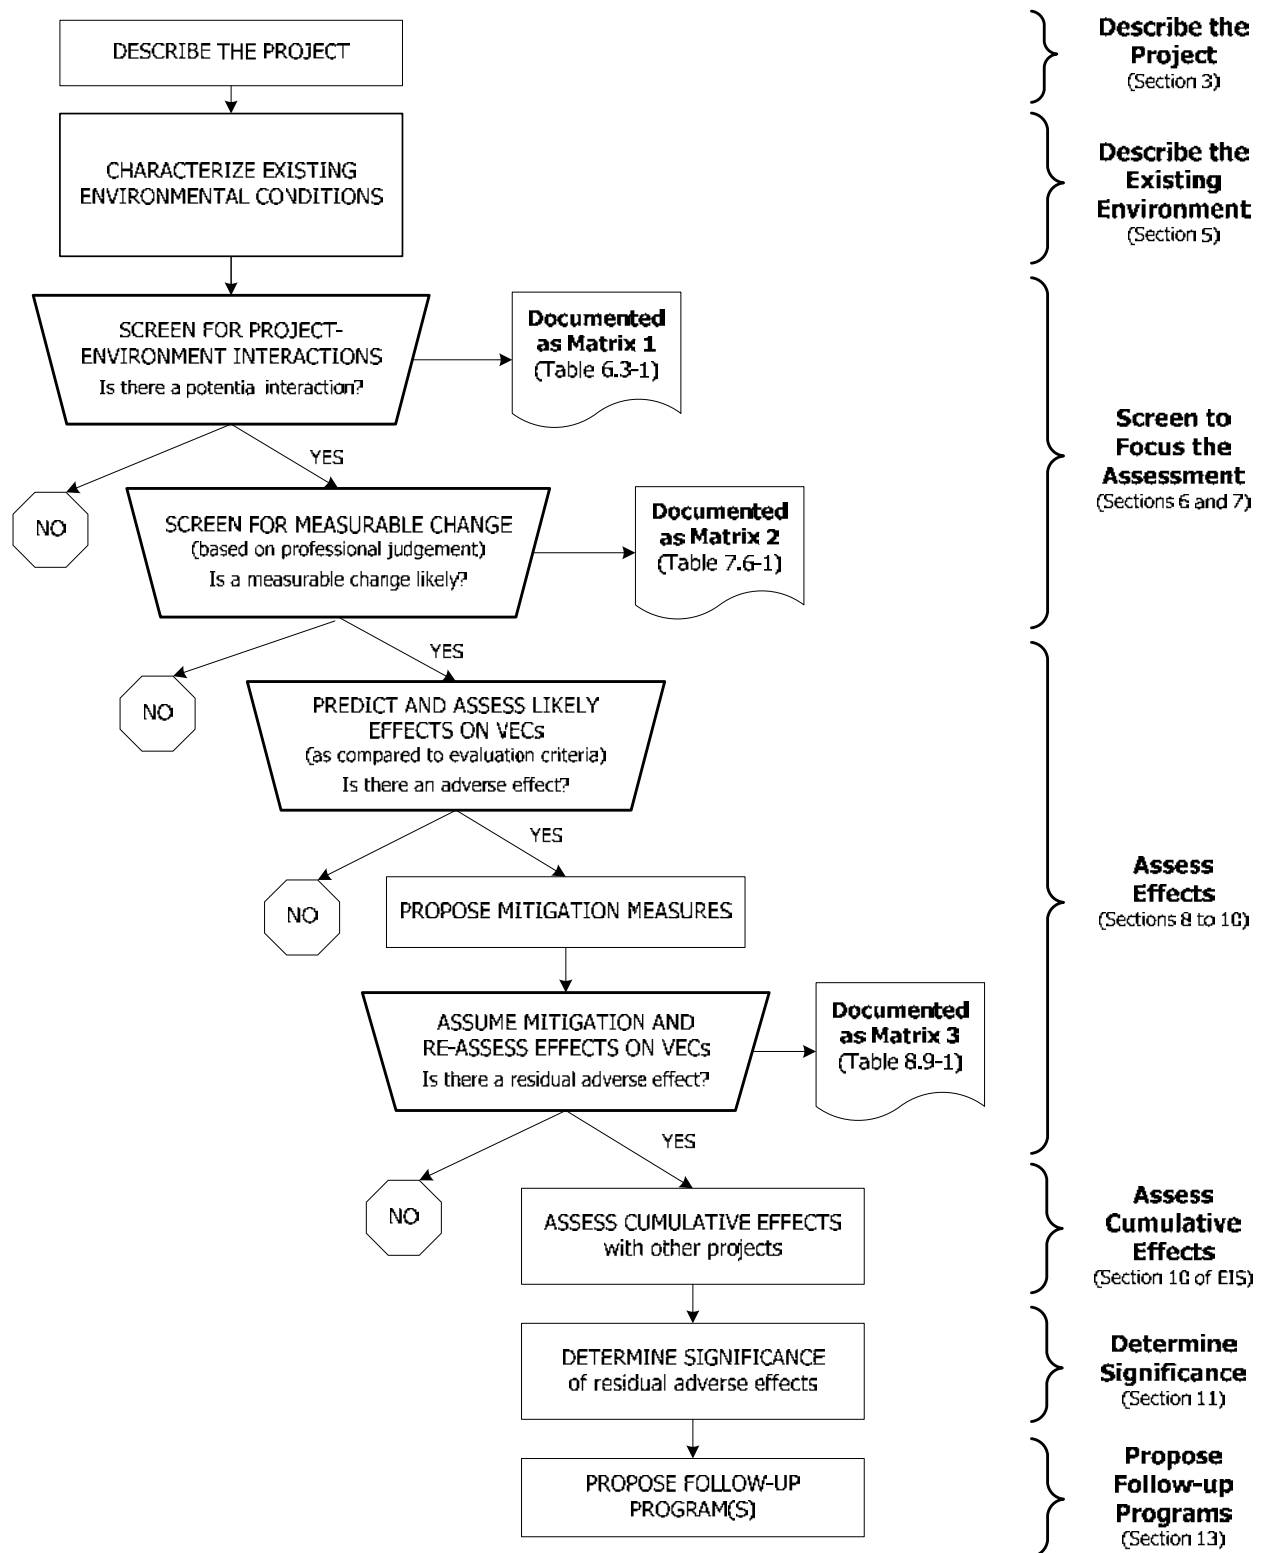 DESCRIBE THE PROJECT
Describe the
Project
(Section 3)
CHARACTERIZE EXISTING
ENVIRONMENTAL CONDITIONS
Describe the
Existing
Environment
(Section 5)
SCREEN FOR PROJECT-
ENVIRONMENT INTERACTIONS
Is there a potential interaction?
Documented
as Matrix 1
(Table 6.3-1)
YES
NO
SCREEN FOR MEASURABLE CHANGE
(based on professional judgement)
Is a measurable change likely?
Documented
as Matrix 2
(Table 7.6-1)
Screen to
Focus the
Assessment
(Sections 6 and 7)
YES
NO
PREDICT AND ASSESS LIKELY
EFFECTS ON VECs
(as compared to evaluation criteria)
Is there an adverse effect?
YES
NO
PROPOSE MITIGATION MEASURES
Assess
Effects
(Sections 8 to 10)
ASSUME MITIGATION AND
RE-ASSESS EFFECTS ON VECs
Is there a residual adverse effect?
Documented
as Matrix 3
(Table 8.9-1)
YES
NO
ASSESS CUMULATIVE EFFECTS
with other projects
Assess
Cumulative
Effects
(Section 10 of EIS)
DETERMINE SIGNIFICANCE
of residual adverse effects
Determine
Significance
(Section 11)
PROPOSE FOLLOW-UP
PROGRAM(S)
Propose
Follow-up
Programs
(Section 13)